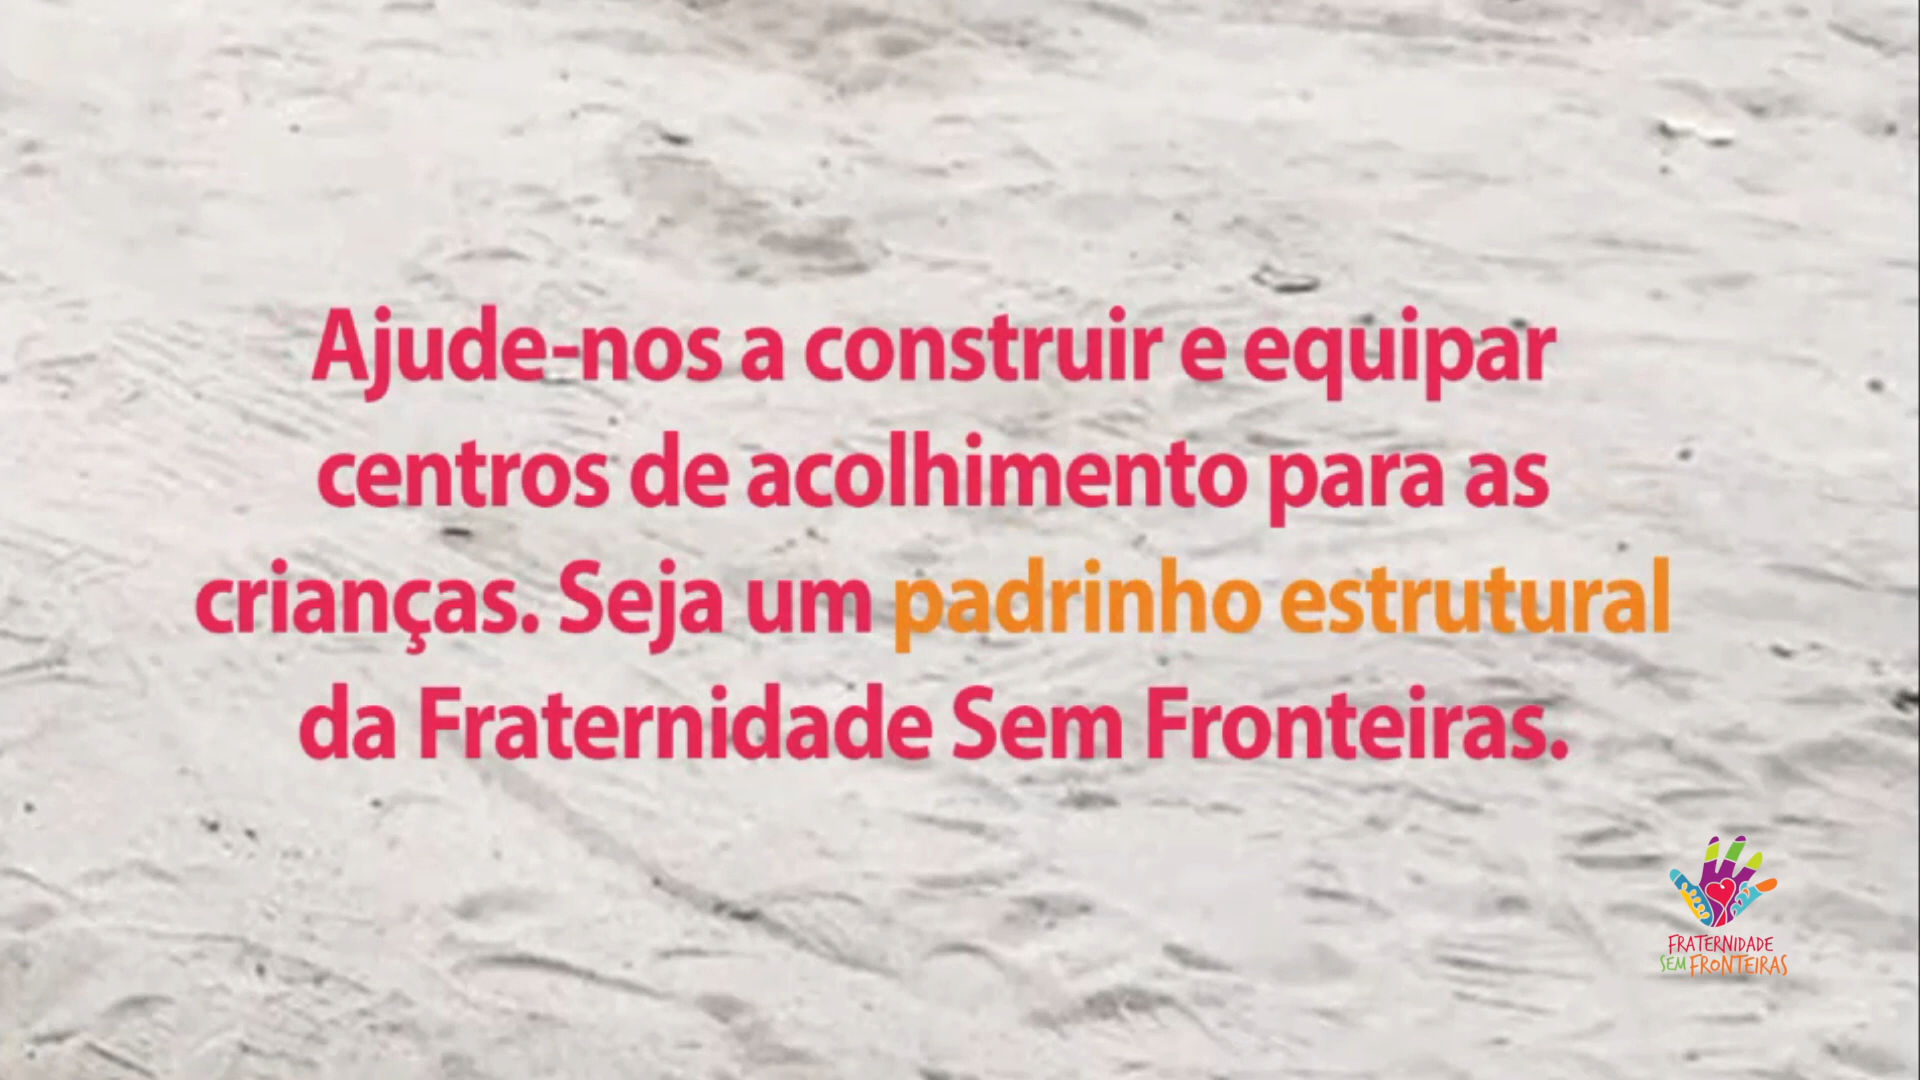 Ajude-nos a construir e equipar
centros de acolhimento para as
crianças. Seja um padrinho estrutural
da Fraternidade Sem Fronteiras.
FRATERNIDADE
SEM FRONTEIRAS